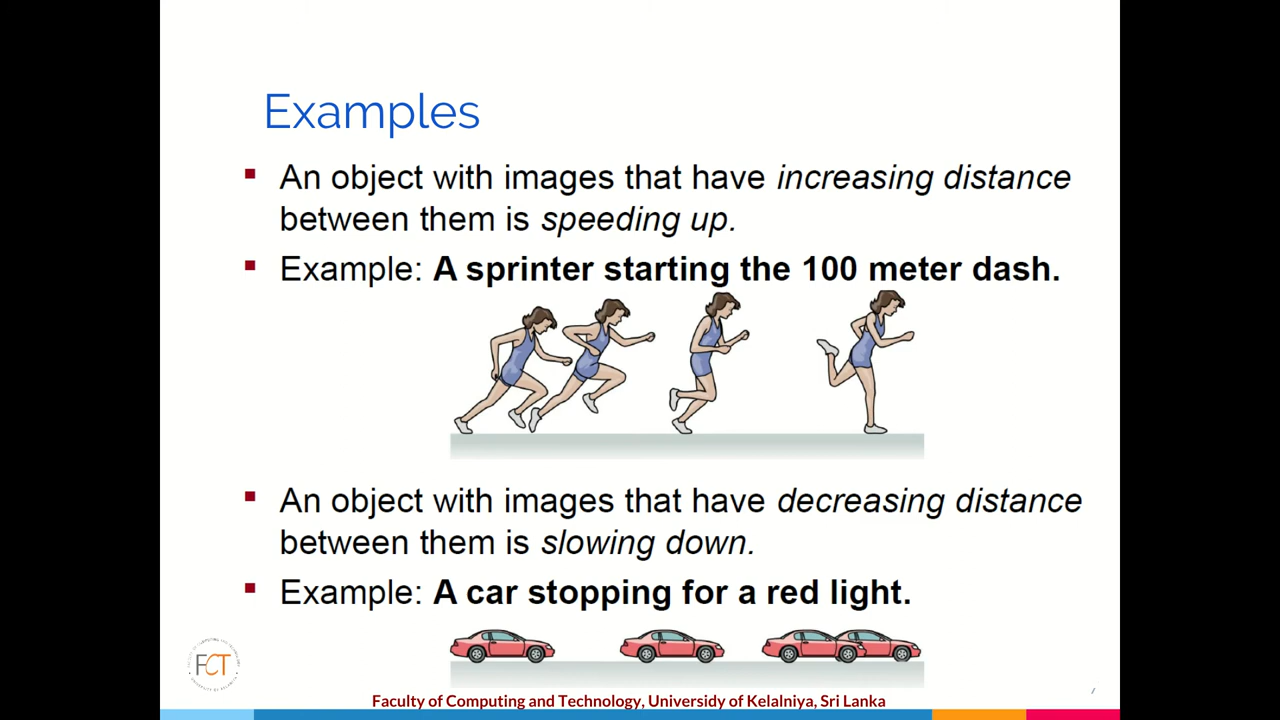 Examples
▪ An object with images that have increasing distance
between them is speeding up.
▪ Example: A sprinter starting the 100 meter dash.
▪ An object with images that have decreasing distance
between them is slowing down.
▪ Example: A car stopping for a red light.
FCT
7
Faculty of Computing and Technology, Universidy of Kelalniya, Sri Lanka